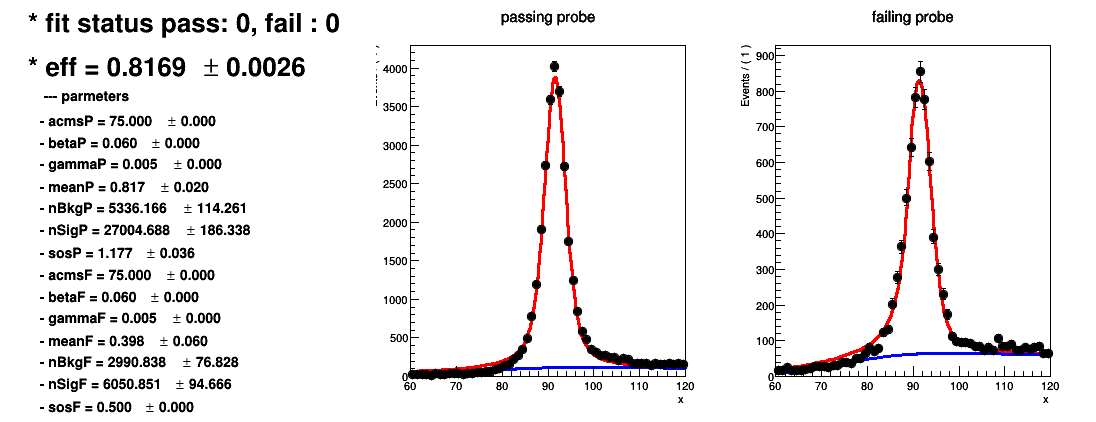 * fit status pass: 0, fail : 0
* eff = 0.8169 ± 0.0026
--- parmeters
- acmsP = 75.000 ± 0.000
- betaP = 0.060 ± 0.000
- gammaP = 0.005 ± 0.000
- meanP = 0.817 ± 0.020
- nBkgP = 5336.166 ± 114.261
- nSigP = 27004.688 ± 186.338
- sosP = 1.177 ± 0.036
- acmsF = 75.000 ± 0.000
- betaF = 0.060 ± 0.000
- gammaF = 0.005 ± 0.000
- meanF = 0.398 ± 0.060
- nBkgF = 2990.838 ± 76.828
- nSigF = 6050.851 ± 94.666
- sosF = 0.500 ± 0.000
passing probe
4000
3500
3000
2500
2000
1500
1000
500
0
60 70 80 90 100 110 120
x
failing probe
Events / ( 1 )
900
800
700
600
500
400
300
200
100
0
60 70 80 90 100 110 120
x